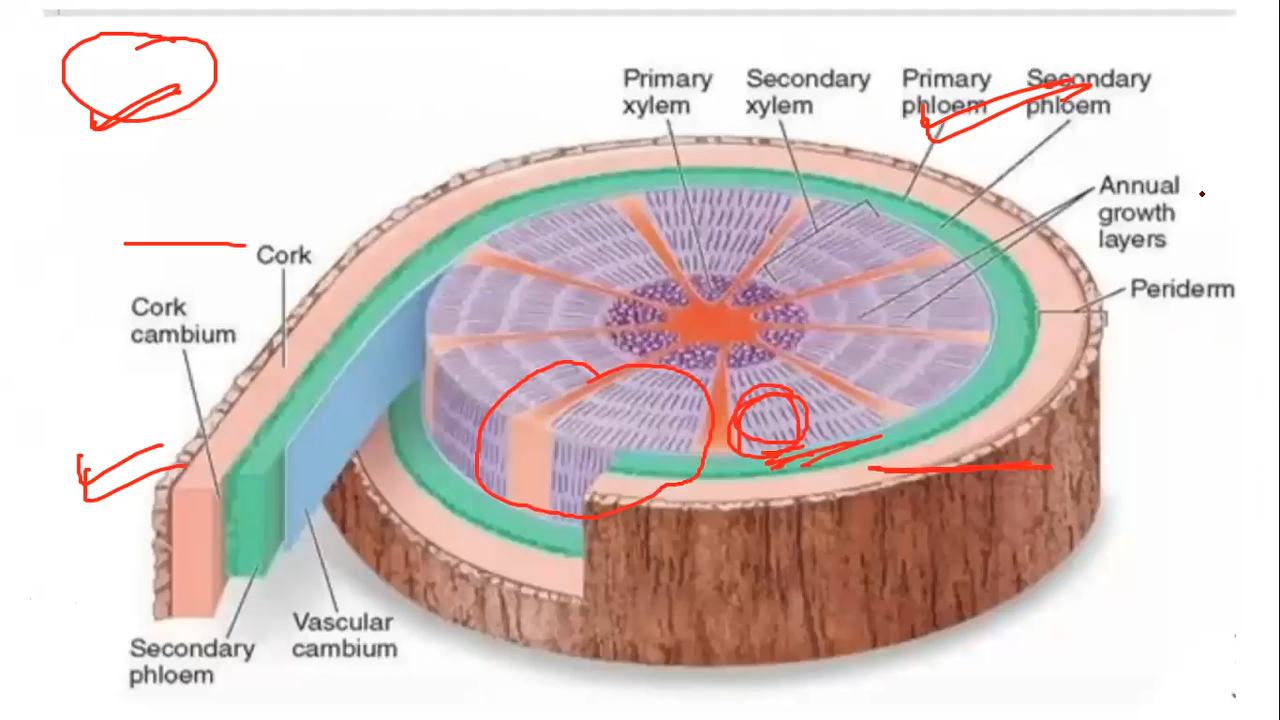 Primary
xylem
Secondary
xylem
Primary
phloem
Secondary
phloem
Annual
growth
layers
Periderm
Cork
Cork
cambium
Vascular
cambium
Secondary
phloem